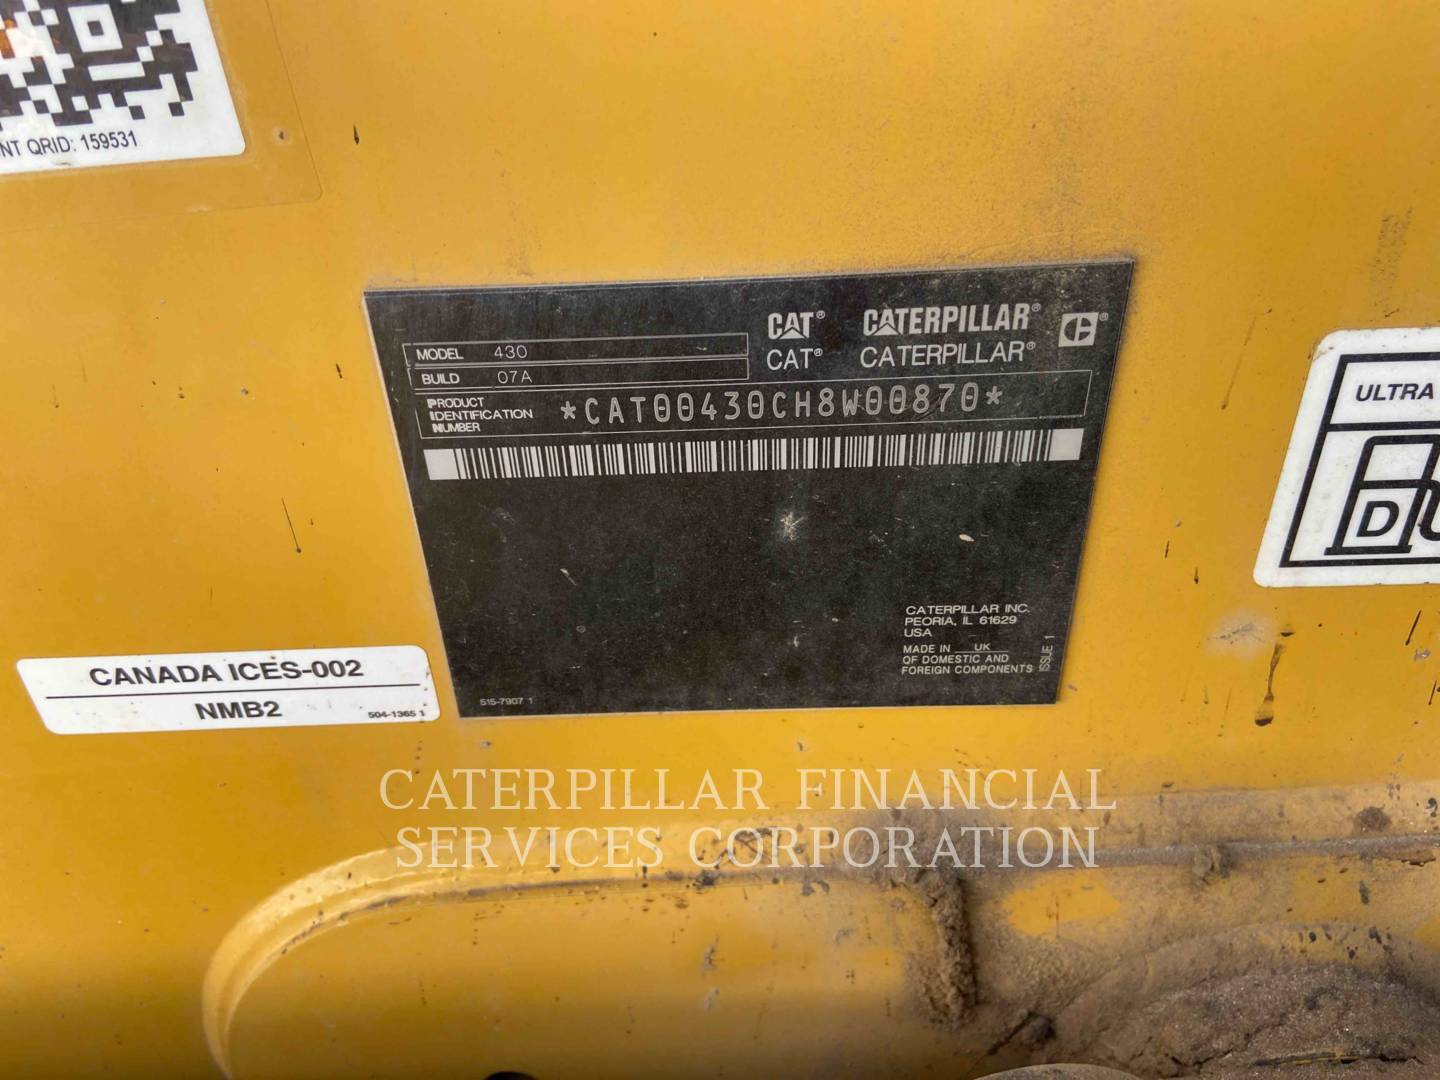 NT QRID: 159531
CAT® CATERPILLAR®
CAT® CATERPILLAR®
MODEL 430
BUILD 07A
PRODUCT
IDENTIFICATION
NUMBER
*CAT00430CH8W00870*
CATERPILLAR INC.
PEORIA, IL 61629
USA
MADE IN UK
OF DOMESTIC AND
FOREIGN COMPONENTS
ISSUE 1
515-7907 1
CANADA ICES-002
NMB2
504-1365 1
ULTRA
D
CATERPILLAR FINANCIAL
SERVICES CORPORATION